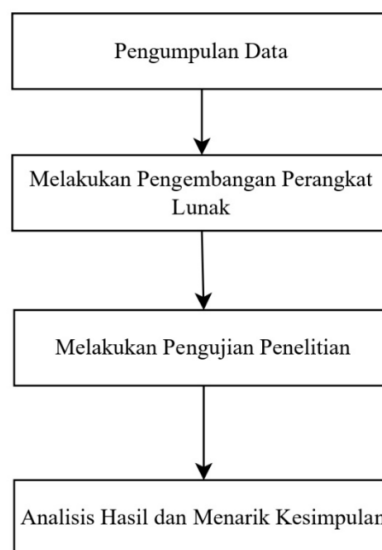 Pengumpulan Data
Melakukan Pengembangan Perangkat
Lunak
Melakukan Pengujian Penelitian
Analisis Hasil dan Menarik Kesimpulan